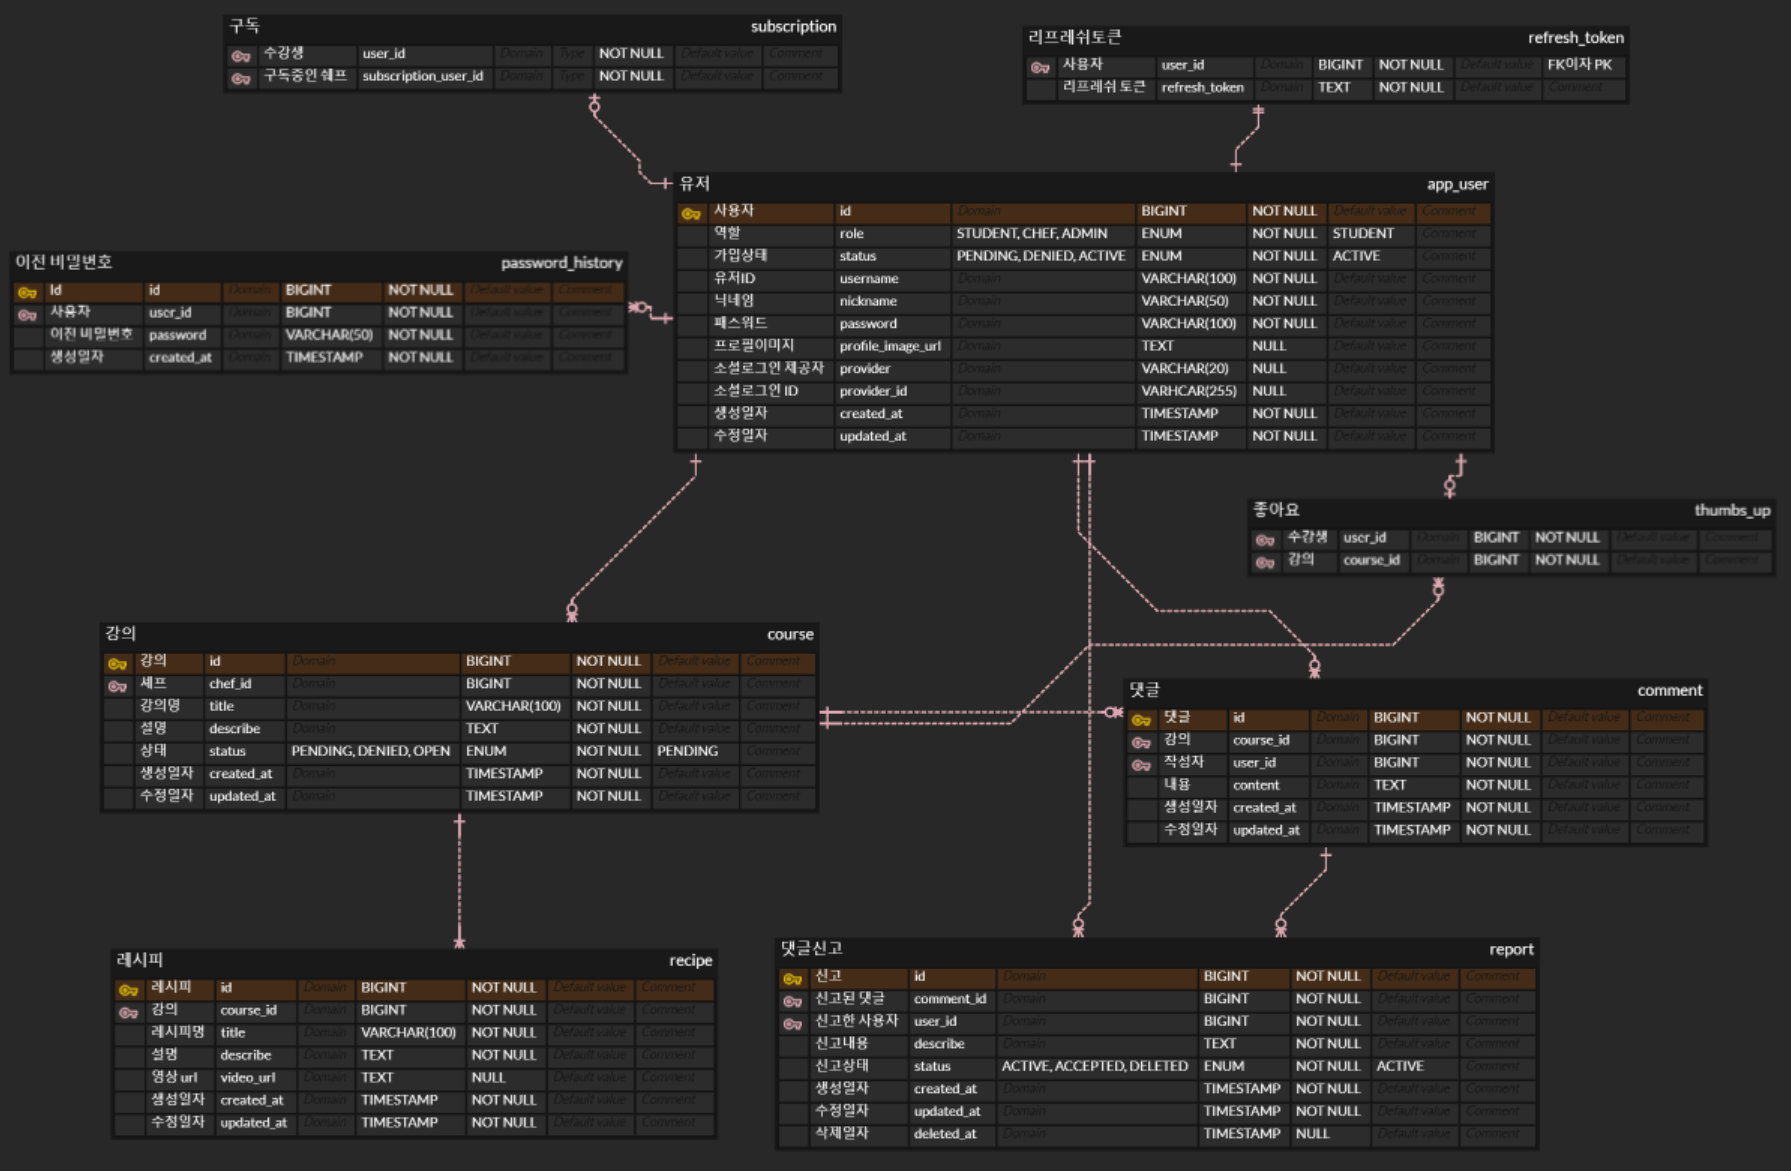 구독 subscription
수강생 user_id Domain Type NOT NULL Default value Comment
구독중인 쉐프 subscription_user_id Domain Type NOT NULL Default value Comment
리프레쉬토큰 refresh_token
사용자 user_id Domain BIGINT NOT NULL Default value FK이자 PK
리프레쉬 토큰 refresh_token Domain TEXT NOT NULL Default value Comment
유저 app_user
사용자 id Domain BIGINT NOT NULL Default value Comment
역할 role STUDENT, CHEF, ADMIN ENUM NOT NULL STUDENT Comment
가입상태 status PENDING, DENIED, ACTIVE ENUM NOT NULL ACTIVE Comment
유저ID username Domain VARCHAR(100) NOT NULL Default value Comment
닉네임 nickname Domain VARCHAR(50) NOT NULL Default value Comment
패스워드 password Domain VARCHAR(100) NOT NULL Default value Comment
프로필이미지 profile_image_url Domain TEXT NULL Default value Comment
소셜로그인 제공자 provider Domain VARCHAR(20) NULL Default value Comment
소셜로그인 ID provider_id Domain VARHCAR(255) NULL Default value Comment
생성일자 created_at Domain TIMESTAMP NOT NULL Default value Comment
수정일자 updated_at Domain TIMESTAMP NOT NULL Default value Comment
이전 비밀번호 password_history
Id id Domain BIGINT NOT NULL Default value Comment
사용자 user_id Domain BIGINT NOT NULL Default value Comment
이전 비밀번호 password Domain VARCHAR(50) NOT NULL Default value Comment
생성일자 created_at Domain TIMESTAMP NOT NULL Default value Comment
좋아요 thumbs_up
수강생 user_id Domain BIGINT NOT NULL Default value Comment
강의 course_id Domain BIGINT NOT NULL Default value Comment
강의 course
강의 id Domain BIGINT NOT NULL Default value Comment
셰프 chef_id Domain BIGINT NOT NULL Default value Comment
강의명 title Domain VARCHAR(100) NOT NULL Default value Comment
설명 describe Domain TEXT NOT NULL Default value Comment
상태 status PENDING, DENIED, OPEN ENUM NOT NULL PENDING Comment
생성일자 created_at Domain TIMESTAMP NOT NULL Default value Comment
수정일자 updated_at Domain TIMESTAMP NOT NULL Default value Comment
댓글 comment
댓글 id Domain BIGINT NOT NULL Default value Comment
강의 course_id Domain BIGINT NOT NULL Default value Comment
작성자 user_id Domain BIGINT NOT NULL Default value Comment
내용 content Domain TEXT NOT NULL Default value Comment
생성일자 created_at Domain TIMESTAMP NOT NULL Default value Comment
수정일자 updated_at Domain TIMESTAMP NOT NULL Default value Comment
레시피 recipe
레시피 id Domain BIGINT NOT NULL Default value Comment
강의 course_id Domain BIGINT NOT NULL Default value Comment
레시피명 title Domain VARCHAR(100) NOT NULL Default value Comment
설명 describe Domain TEXT NOT NULL Default value Comment
영상 url video_url Domain TEXT NULL Default value Comment
생성일자 created_at Domain TIMESTAMP NOT NULL Default value Comment
수정일자 updated_at Domain TIMESTAMP NOT NULL Default value Comment
댓글신고 report
신고 id Domain BIGINT NOT NULL Default value Comment
신고된 댓글 comment_id Domain BIGINT NOT NULL Default value Comment
신고한 사용자 user_id Domain BIGINT NOT NULL Default value Comment
신고내용 describe Domain TEXT NOT NULL Default value Comment
신고상태 status ACTIVE, ACCEPTED, DELETED ENUM NOT NULL ACTIVE Comment
생성일자 created_at Domain TIMESTAMP NOT NULL Default value Comment
수정일자 updated_at Domain TIMESTAMP NOT NULL Default value Comment
삭제일자 deleted_at Domain TIMESTAMP NULL Default value Comment